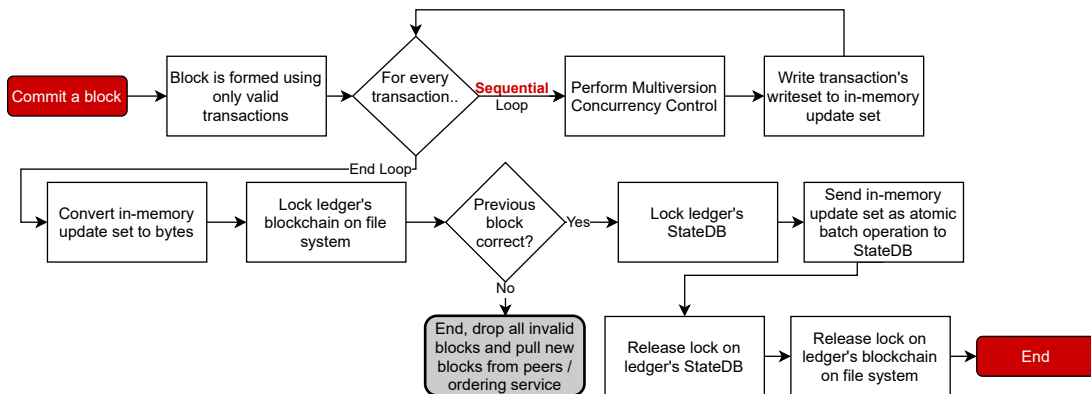 Commit a block
Block is formed using
only valid
transactions
For every
transaction..
Sequential
Loop
Perform Multiversion
Concurrency Control
Write transaction's
writeset to in-memory
update set
End Loop
Convert in-memory
update set to bytes
Lock ledger's
blockchain on file
system
Previous
block
correct?
Yes
Lock ledger's
StateDB
Send in-memory
update set as atomic
batch operation to
StateDB
No
End, drop all invalid
blocks and pull new
blocks from peers /
ordering service
Release lock on
ledger's StateDB
Release lock on
ledger's blockchain
on file system
End